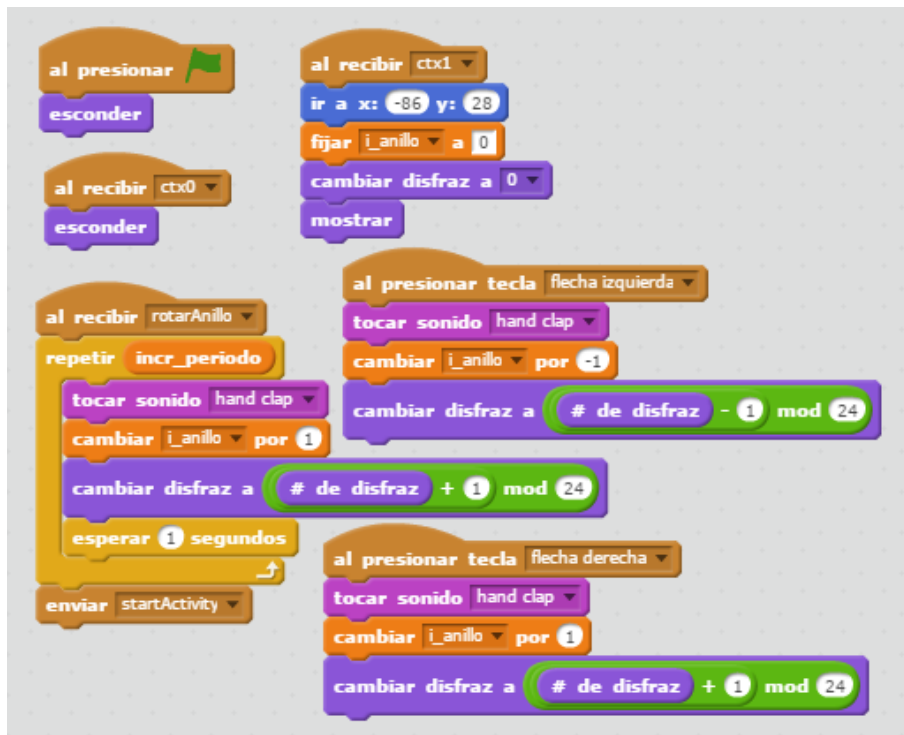 al presionar
esconder
al recibir ctx0
esconder
al recibir ctx1
ir a x: -86 y: 28
fijar i_anillo a 0
cambiar disfraz a 0
mostrar
al recibir rotarAnillo
repetir incr_periodo
tocar sonido hand clap
cambiar i_anillo por 1
cambiar disfraz a # de disfraz + 1 mod 24
esperar 1 segundos
enviar startActivity
al presionar tecla flecha izquierda
tocar sonido hand clap
cambiar i_anillo por -1
cambiar disfraz a # de disfraz - 1 mod 24
al presionar tecla flecha derecha
tocar sonido hand clap
cambiar i_anillo por 1
cambiar disfraz a # de disfraz + 1 mod 24